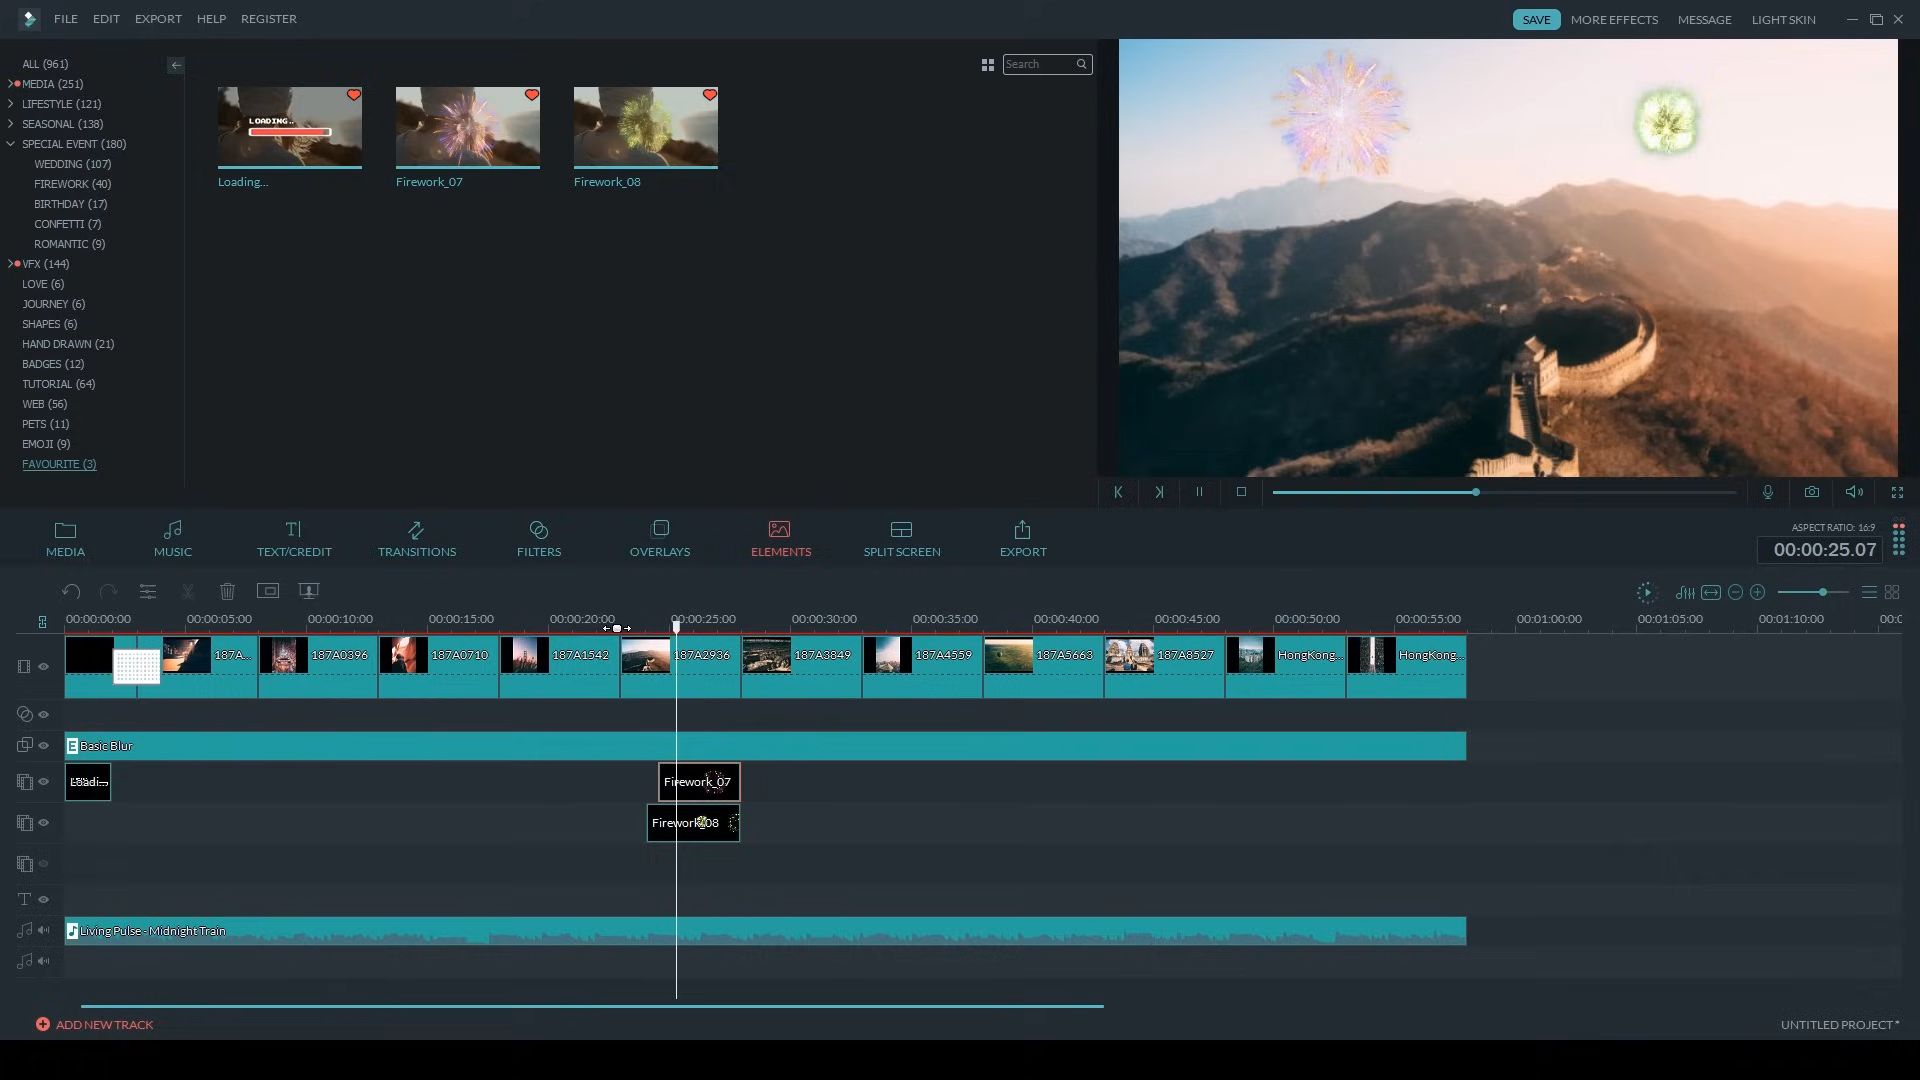 FILE EDIT EXPORT HELP REGISTER
SAVE MORE EFFECTS MESSAGE LIGHT SKIN
ALL (961)
MEDIA (251)
LIFESTYLE (121)
SEASONAL (138)
SPECIAL EVENT (180)
WEDDING (107)
FIREWORK (40)
BIRTHDAY (17)
CONFETTI (7)
ROMANTIC (9)
VFX (144)
LOVE (6)
JOURNEY (6)
SHAPES (6)
HAND DRAWN (21)
BADGES (12)
TUTORIAL (64)
WEB (56)
PETS (11)
EMOJI (9)
FAVOURITE (3)
Search
LOADING..
Loading... Firework_07 Firework_08
MEDIA MUSIC TEXT/CREDIT TRANSITIONS FILTERS OVERLAYS ELEMENTS SPLIT SCREEN EXPORT
ASPECT RATIO: 16:9
00:00:25.07
00:00:00:00 00:00:05:00 00:00:10:00 00:00:15:00 00:00:20:00 00:00:25:00 00:00:30:00 00:00:35:00 00:00:40:00 00:00:45:00 00:00:50:00 00:00:55:00 00:01:00:00 00:01:05:00 00:01:10:00 00:0
187A... 187A0396 187A0710 187A1542 187A2936 187A3849 187A4559 187A5663 187A8527 HongKong... HongKong...
E Basic Blur
Loadi... Firework_07
Firework_08
T
Living Pulse - Midnight Train
ADD NEW TRACK
UNTITLED PROJECT *